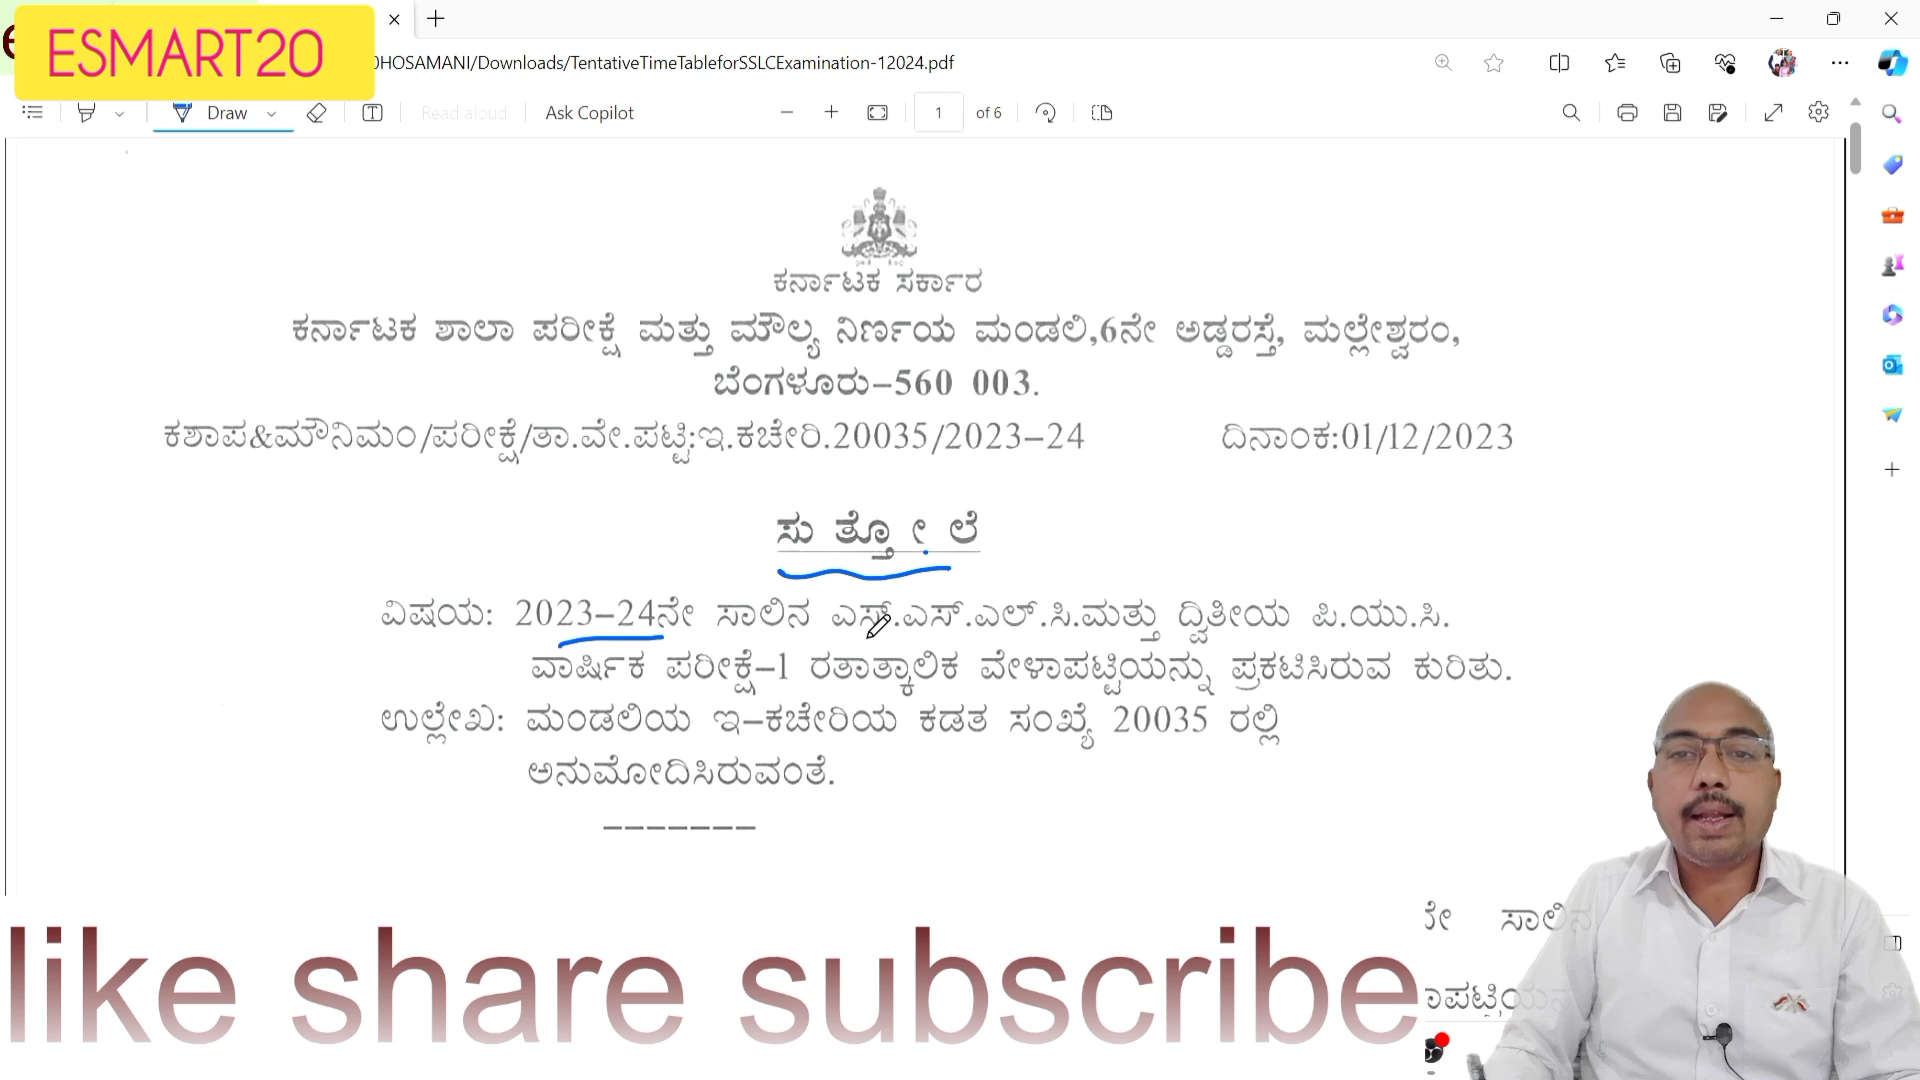 ESMART20
0HOSAMANI/Downloads/TentativeTimeTableforSSLCExamination-12024.pdf
Draw
Read aloud
Ask Copilot
1 of 6
ಕರ್ನಾಟಕ ಸರ್ಕಾರ
ಕರ್ನಾಟಕ ಶಾಲಾ ಪರೀಕ್ಷೆ ಮತ್ತು ಮೌಲ್ಯ ನಿರ್ಣಯ ಮಂಡಲಿ,6ನೇ ಅಡ್ಡರಸ್ತೆ, ಮಲ್ಲೇಶ್ವರಂ,
ಬೆಂಗಳೂರು–560 003.
ಕಶಾಪ&ಮೌನಿಮಂ/ಪರೀಕ್ಷೆ/ತಾ.ವೇ.ಪಟ್ಟಿ:ಇ.ಕಚೇರಿ.20035/2023–24 ದಿನಾಂಕ:01/12/2023
ಸು ತ್ತೋ ಲೆ
ವಿಷಯ: 2023–24ನೇ ಸಾಲಿನ ಎಸ್.ಎಸ್.ಎಲ್.ಸಿ.ಮತ್ತು ದ್ವಿತೀಯ ಪಿ.ಯು.ಸಿ.
ವಾರ್ಷಿಕ ಪರೀಕ್ಷೆ–1 ರತಾತ್ಕಾಲಿಕ ವೇಳಾಪಟ್ಟಿಯನ್ನು ಪ್ರಕಟಿಸಿರುವ ಕುರಿತು.
ಉಲ್ಲೇಖ: ಮಂಡಲಿಯ ಇ–ಕಚೇರಿಯ ಕಡತ ಸಂಖ್ಯೆ 20035 ರಲ್ಲಿ
ಅನುಮೋದಿಸಿರುವಂತೆ.
–––––––
ಸಾಲಿನ
like share subscribe